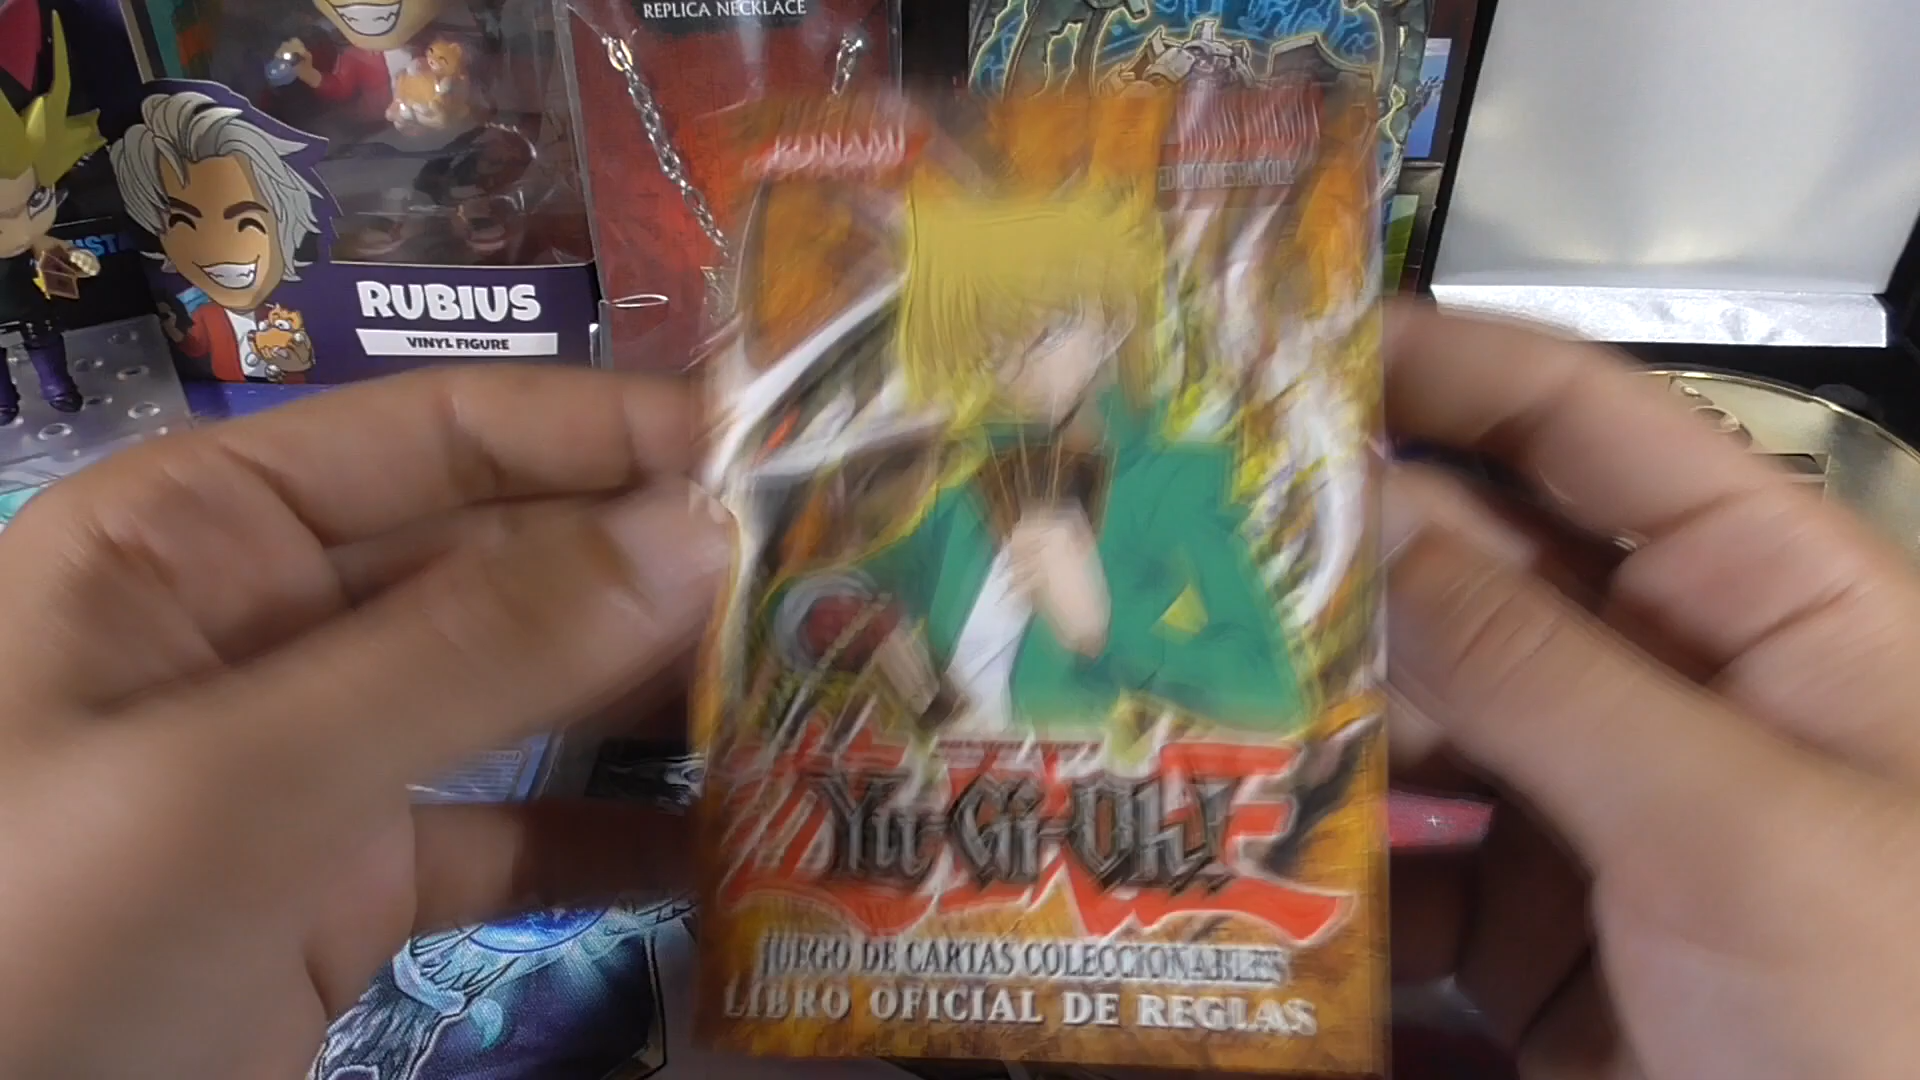 REPLICA NECKLACE
KONAMI
EDICIÓN ESPAÑOLA
RUBIUS
VINYL FIGURE
Yu-Gi-Oh!
JUEGO DE CARTAS COLECCIONABLES
LIBRO OFICIAL DE REGLAS